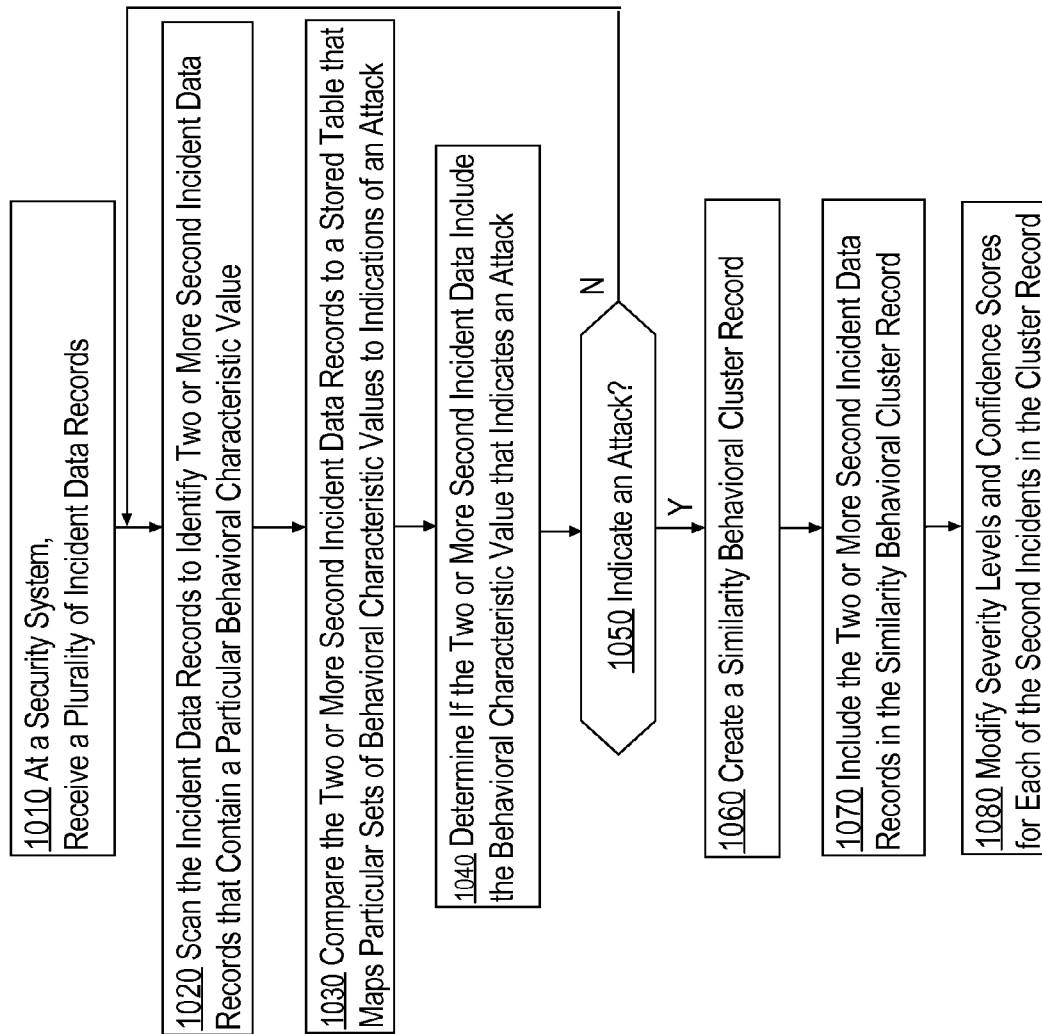 1010 At a Security System,
Receive a Plurality of Incident Data Records
1020 Scan the Incident Data Records to Identify Two or More Second Incident Data
Records that Contain a Particular Behavioral Characteristic Value
1030 Compare the Two or More Second Incident Data Records to a Stored Table that
Maps Particular Sets of Behavioral Characteristic Values to Indications of an Attack
1040 Determine If the Two or More Second Incident Data Include
the Behavioral Characteristic Value that Indicates an Attack
1050 Indicate an Attack?
N
Y
1060 Create a Similarity Behavioral Cluster Record
1070 Include the Two or More Second Incident Data
Records in the Similarity Behavioral Cluster Record
1080 Modify Severity Levels and Confidence Scores
for Each of the Second Incidents in the Cluster Record